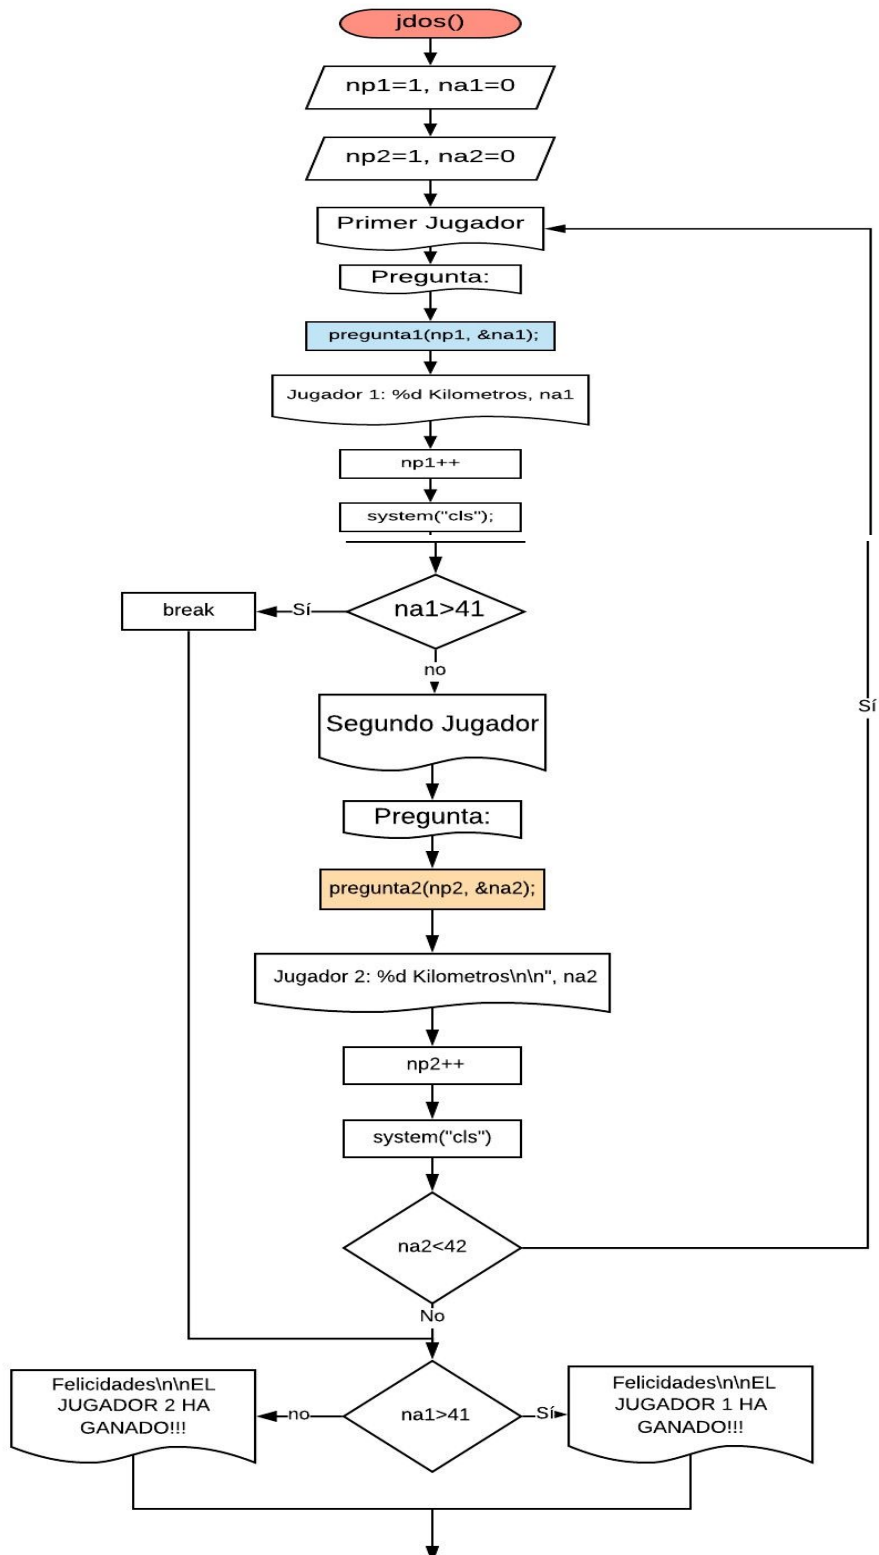 jdos()
np1=1, na1=0
np2=1, na2=0
Primer Jugador
Pregunta:
pregunta1(np1, &na1);
Jugador 1: %d Kilometros, na1
np1++
system("cls");
na1>41
Sí
break
no
Segundo Jugador
Sí
Pregunta:
pregunta2(np2, &na2);
Jugador 2: %d Kilometros\n\n", na2
np2++
system("cls")
na2<42
No
na1>41
no
Felicidades\n\nEL
JUGADOR 2 HA
GANADO!!!
Sí
Felicidades\n\nEL
JUGADOR 1 HA
GANADO!!!